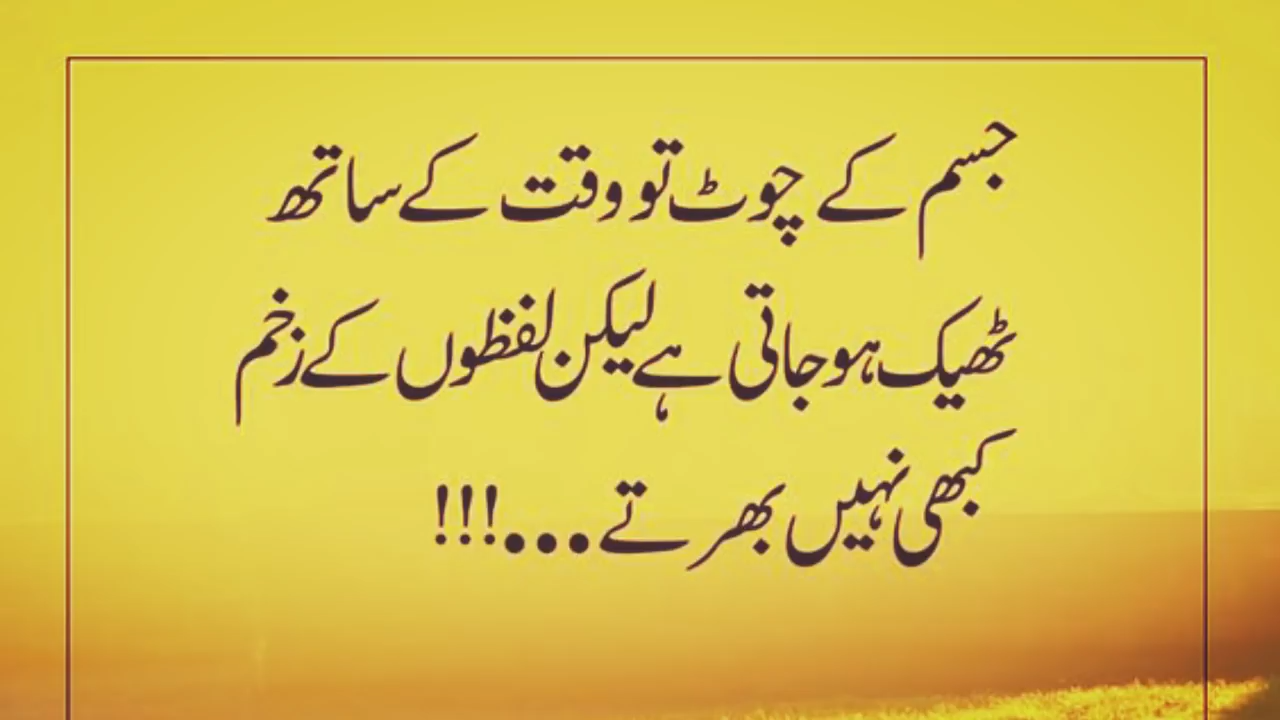 جسم کے چوٹ تو وقت کے ساتھ
ٹھیک ہو جاتی ہے لیکن لفظوں کے زخم
کبھی نہیں بھرتے...!!!